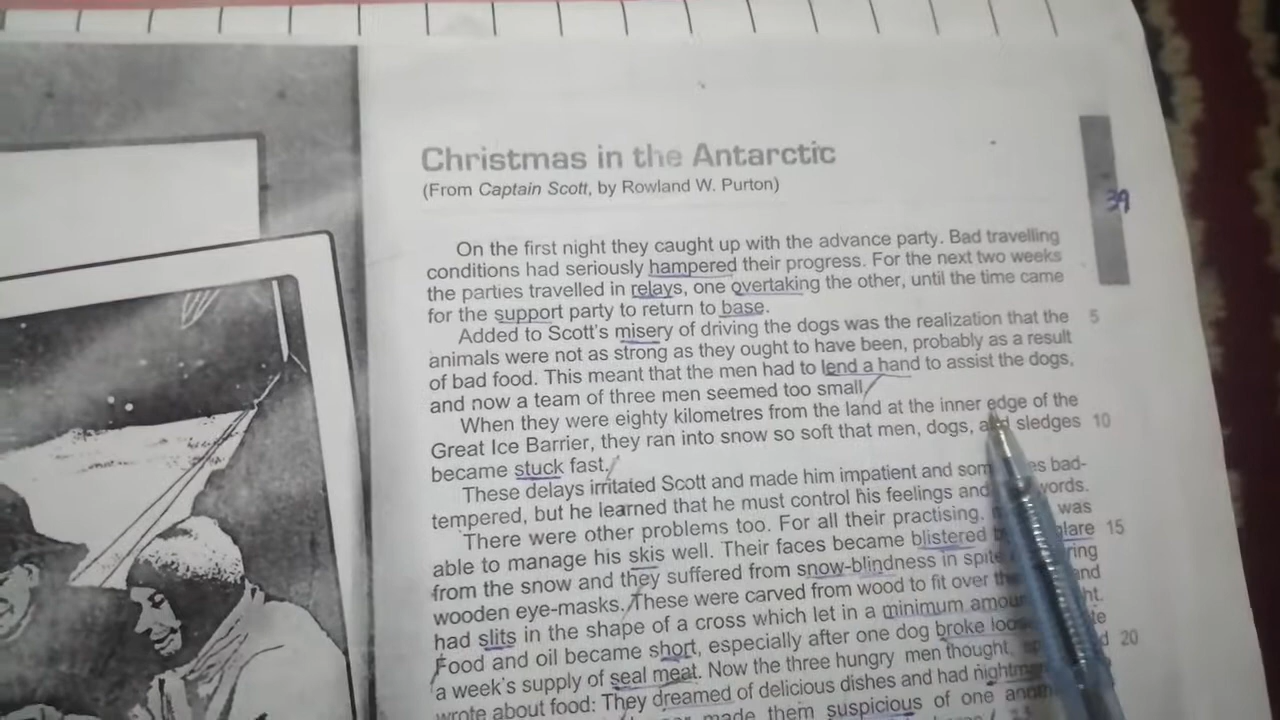 Christmas in the Antarctic
(From Captain Scott, by Rowland W. Purton)
39
On the first night they caught up with the advance party. Bad travelling
conditions had seriously hampered their progress. For the next two weeks
the parties travelled in relays, one overtaking the other, until the time came
for the support party to return to base.
Added to Scott's misery of driving the dogs was the realization that the 5
animals were not as strong as they ought to have been, probably as a result
of bad food. This meant that the men had to lend a hand to assist the dogs,
and now a team of three men seemed too small.
When they were eighty kilometres from the land at the inner edge of the
Great Ice Barrier, they ran into snow so soft that men, dogs, and sledges 10
became stuck fast.
These delays irritated Scott and made him impatient and bad-
tempered, but he learned that he must control his feelings and words.
There were other problems too. For all their practising, was
able to manage his skis well. Their faces became blistered glare 15
from the snow and they suffered from snow-blindness in spite
wooden eye-masks. These were carved from wood to fit over and
had slits in the shape of a cross which let in a minimum
Food and oil became short, especially after one dog broke 20
a week's supply of seal meat. Now the three hungry men thought,
wrote about food: They dreamed of delicious dishes and had
made them suspicious of one